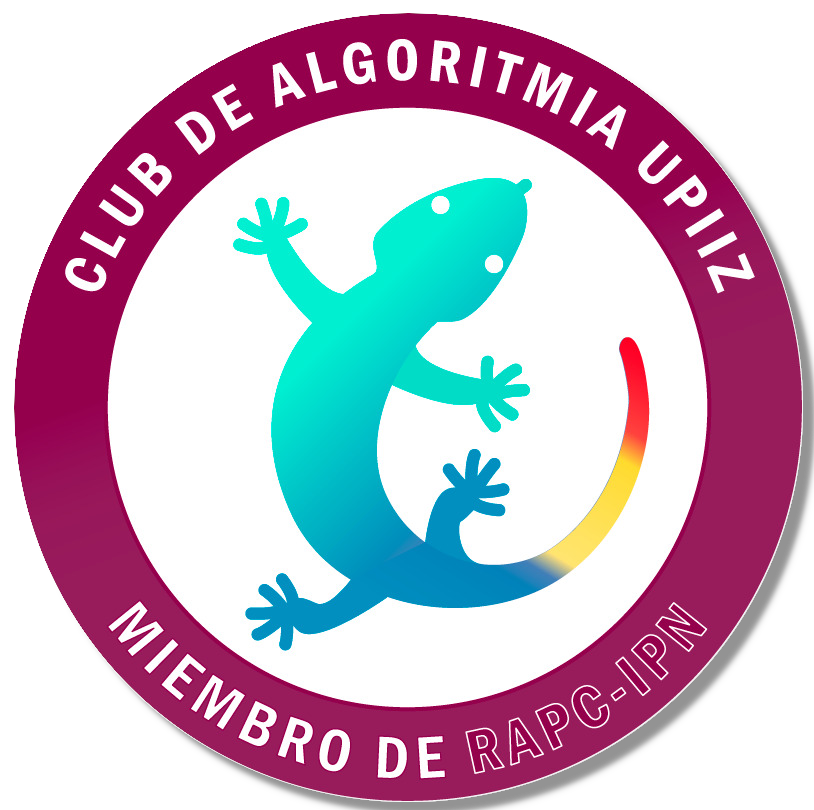 CLUB DE ALGORITMIA UPIIZ
MIEMBRO DE RAPC-IPN